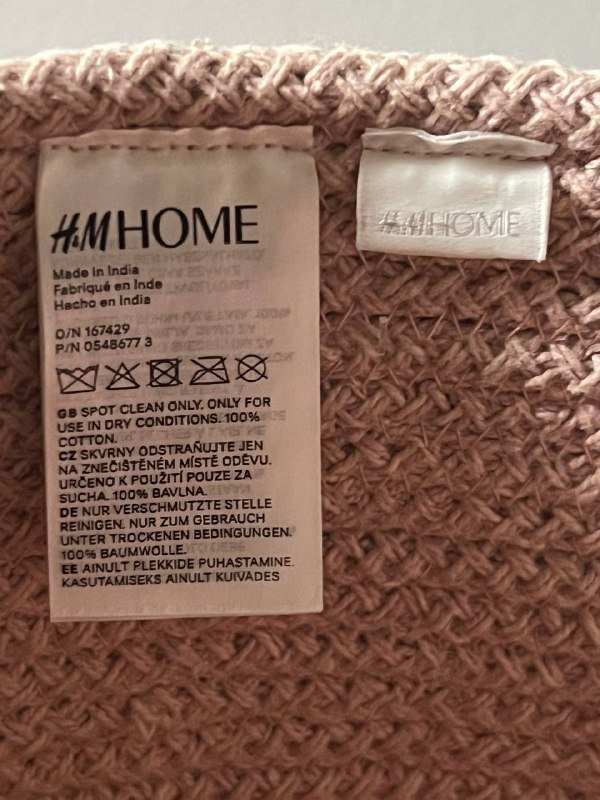 H&M HOME
Made in India
Fabriqué en Inde
Hecho en India
O/N 167429
P/N 0548677 3
GB SPOT CLEAN ONLY. ONLY FOR
USE IN DRY CONDITIONS. 100%
COTTON.
CZ SKVRNY ODSTRAŇUJTE JEN
NA ZNEČIŠTĚNÉM MÍSTĚ ODĚVU.
URČENO K POUŽITÍ POUZE ZA
SUCHA. 100% BAVLNA.
DE NUR VERSCHMUTZTE STELLE
REINIGEN. NUR ZUM GEBRAUCH
UNTER TROCKENEN BEDINGUNGEN.
100% BAUMWOLLE.
EE AINULT PLEKKIDE PUHASTAMINE.
KASUTAMISEKS AINULT KUIVADES
H&M HOME